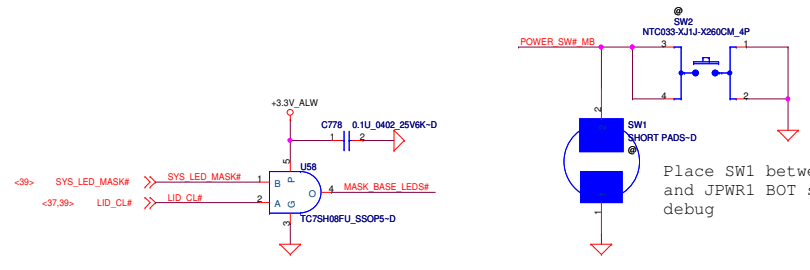 @
SW2
NTC033-XJ1J-X260CM_4P
POWER_SW#_MB
3
1
4
2
+3.3V_ALW
C778 0.1U_0402_25V6K~D
1
2
2
SW1
SHORT PADS~D
@
1
Place SW1 betwe
and JPWR1 BOT s
debug
5
U58
<39> SYS_LED_MASK# SYS_LED_MASK# 1 B P
O 4 MASK_BASE_LEDS#
<37,39> LID_CL# LID_CL# 2 A G
3
TC7SH08FU_SSOP5~D